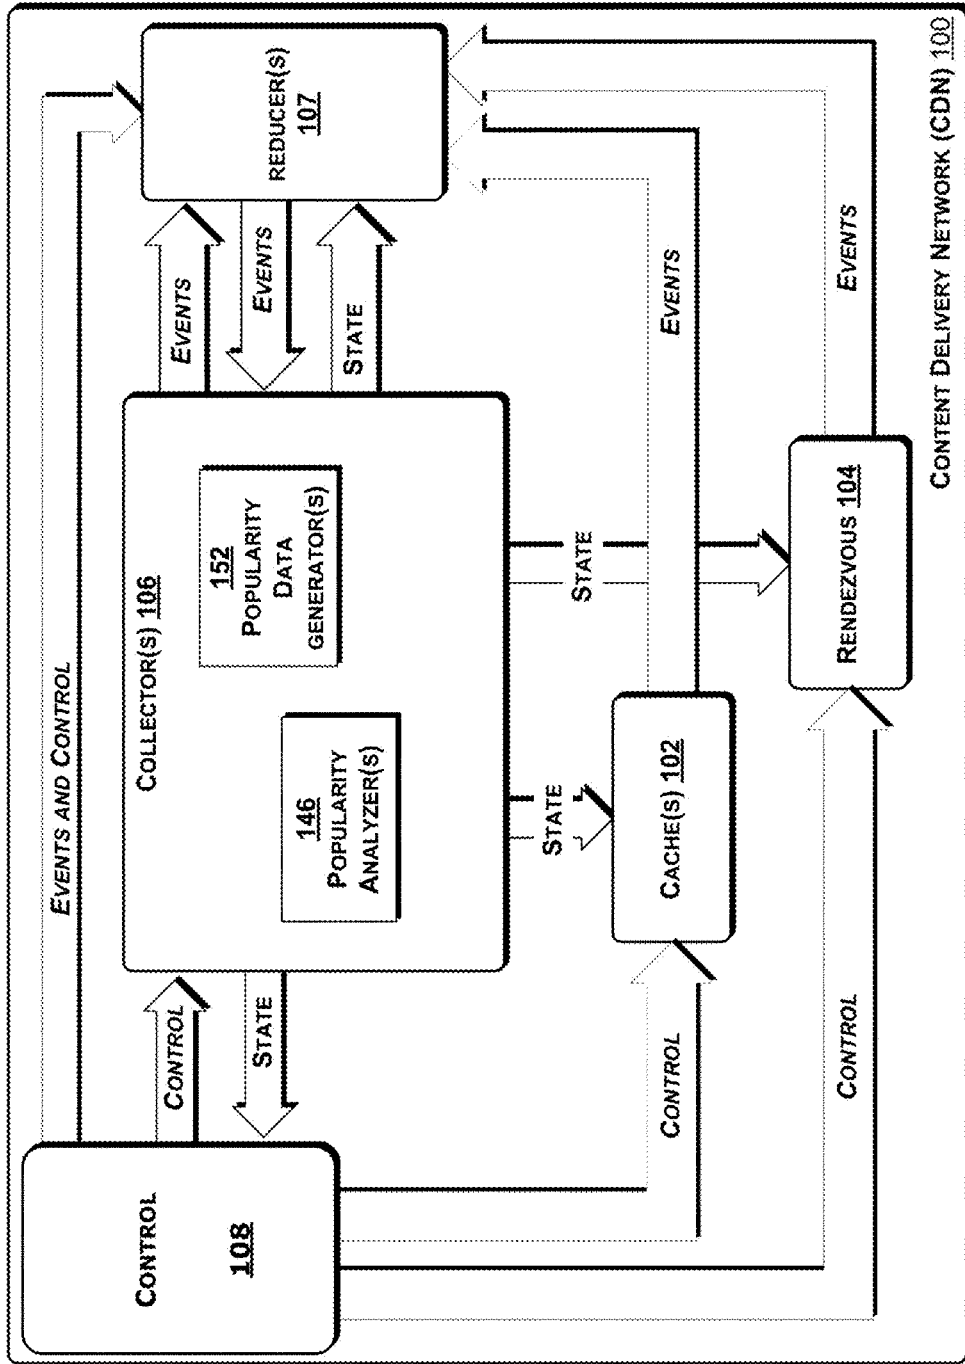 EVENTS AND CONTROL
CONTROL
108
CONTROL
STATE
COLLECTOR(S) 106
146
POPULARITY
ANALYZER(S)
152
POPULARITY
DATA
GENERATOR(S)
EVENTS
EVENTS
STATE
REDUCER(S)
107
STATE
STATE
CONTROL
CACHE(S) 102
EVENTS
CONTROL
RENDEZVOUS 104
EVENTS
CONTENT DELIVERY NETWORK (CDN) 100